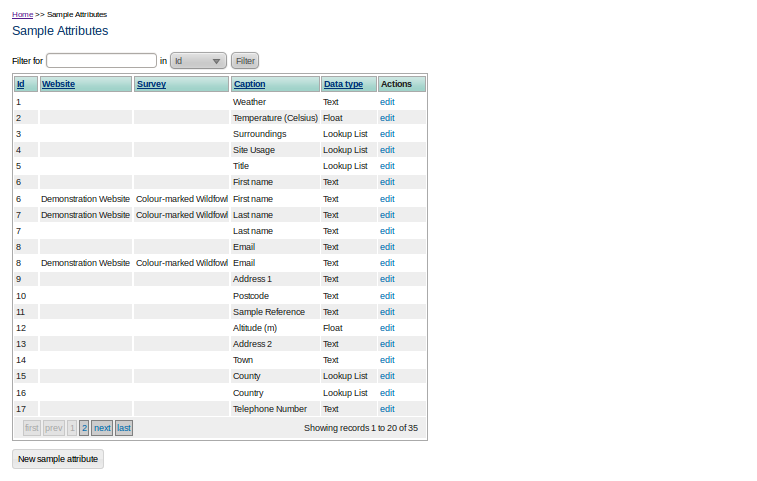 Home >> Sample Attributes
Sample Attributes
Filter for in Id Filter
Id Website Survey Caption Data type Actions
1 Weather Text edit
2 Temperature (Celsius) Float edit
3 Surroundings Lookup List edit
4 Site Usage Lookup List edit
5 Title Lookup List edit
6 First name Text edit
6 Demonstration Website Colour-marked Wildfowl First name Text edit
7 Demonstration Website Colour-marked Wildfowl Last name Text edit
7 Last name Text edit
8 Email Text edit
8 Demonstration Website Colour-marked Wildfowl Email Text edit
9 Address 1 Text edit
10 Postcode Text edit
11 Sample Reference Text edit
12 Altitude (m) Float edit
13 Address 2 Text edit
14 Town Text edit
15 County Lookup List edit
16 Country Lookup List edit
17 Telephone Number Text edit
first prev 1 2 next last Showing records 1 to 20 of 35
New sample attribute